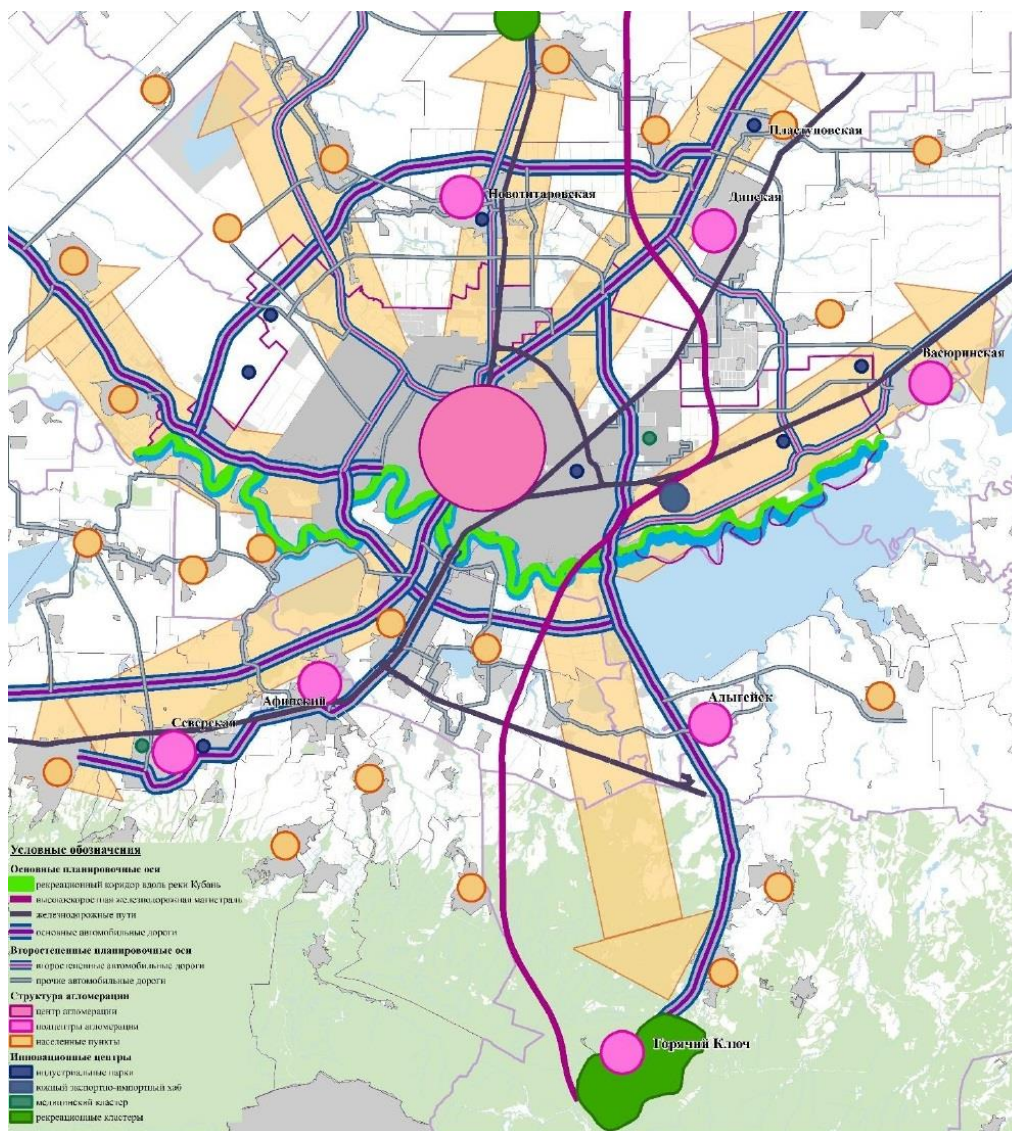 Пластуновская
Новотитаровская
Динская
Васюринская
Адыгейск
Афипский
Северская
Горячий Ключ
Условные обозначения
Основные планировочные оси
рекреационный коридор вдоль реки Кубань
высокоскоростная железнодорожная магистраль
железнодорожные пути
основные автомобильные дороги
Второстепенные планировочные оси
второстепенные автомобильные дороги
прочие автомобильные дороги
Структура агломерации
центр агломерации
подцентры агломерации
населенные пункты
Инновационные центры
индустриальные парки
южный экспортно-импортный хаб
медицинский кластер
рекреационные кластеры